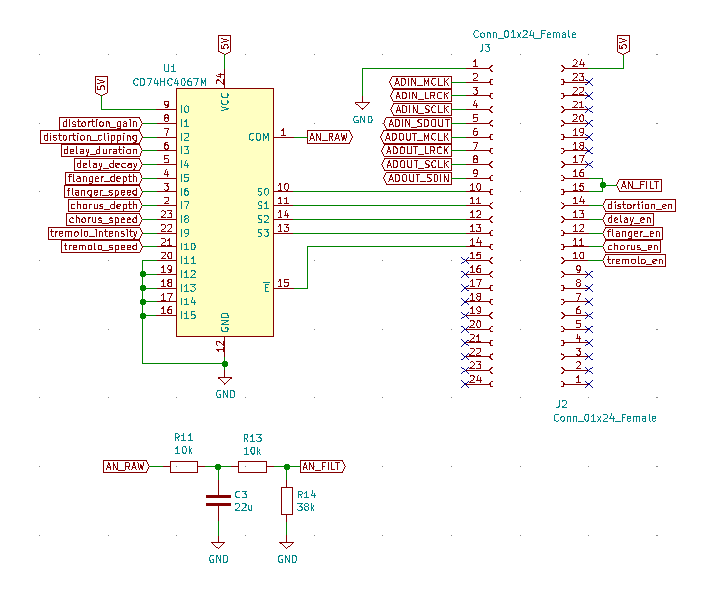 Conn_01x24_Female
J3
5V
5V
U1
CD74HC4067M
5V
24
VCC
9 I0
distortion_gain 8 I1
distortion_clipping 7 I2
delay_duration 6 I3
delay_decay 5 I4
flanger_depth 4 I5
flanger_speed 3 I6
chorus_depth 2 I7
chorus_speed 23 I8
tremolo_intensity 22 I9
tremolo_speed 21 I10
20 I11
19 I12
18 I13
17 I14
16 I15
COM 1 AN_RAW
S0 10
S1 11
S2 14
S3 13
E 15
GND
12
GND
GND
1
ADIN_MCLK 2
ADIN_LRCK 3
ADIN_SCLK 4
ADIN_SDOUT 5
ADOUT_MCLK 6
ADOUT_LRCK 7
ADOUT_SCLK 8
ADOUT_SDIN 9
10
11
12
13
14
15
16
17
18
19
20
21
22
23
24
24
23
22
21
20
19
18
17
16
AN_FILT
15
14 distortion_en
13 delay_en
12 flanger_en
11 chorus_en
10 tremolo_en
9
8
7
6
5
4
3
2
1
J2
Conn_01x24_Female
R11
10k
R13
10k
AN_RAW
AN_FILT
C3
22u
R14
38k
GND
GND